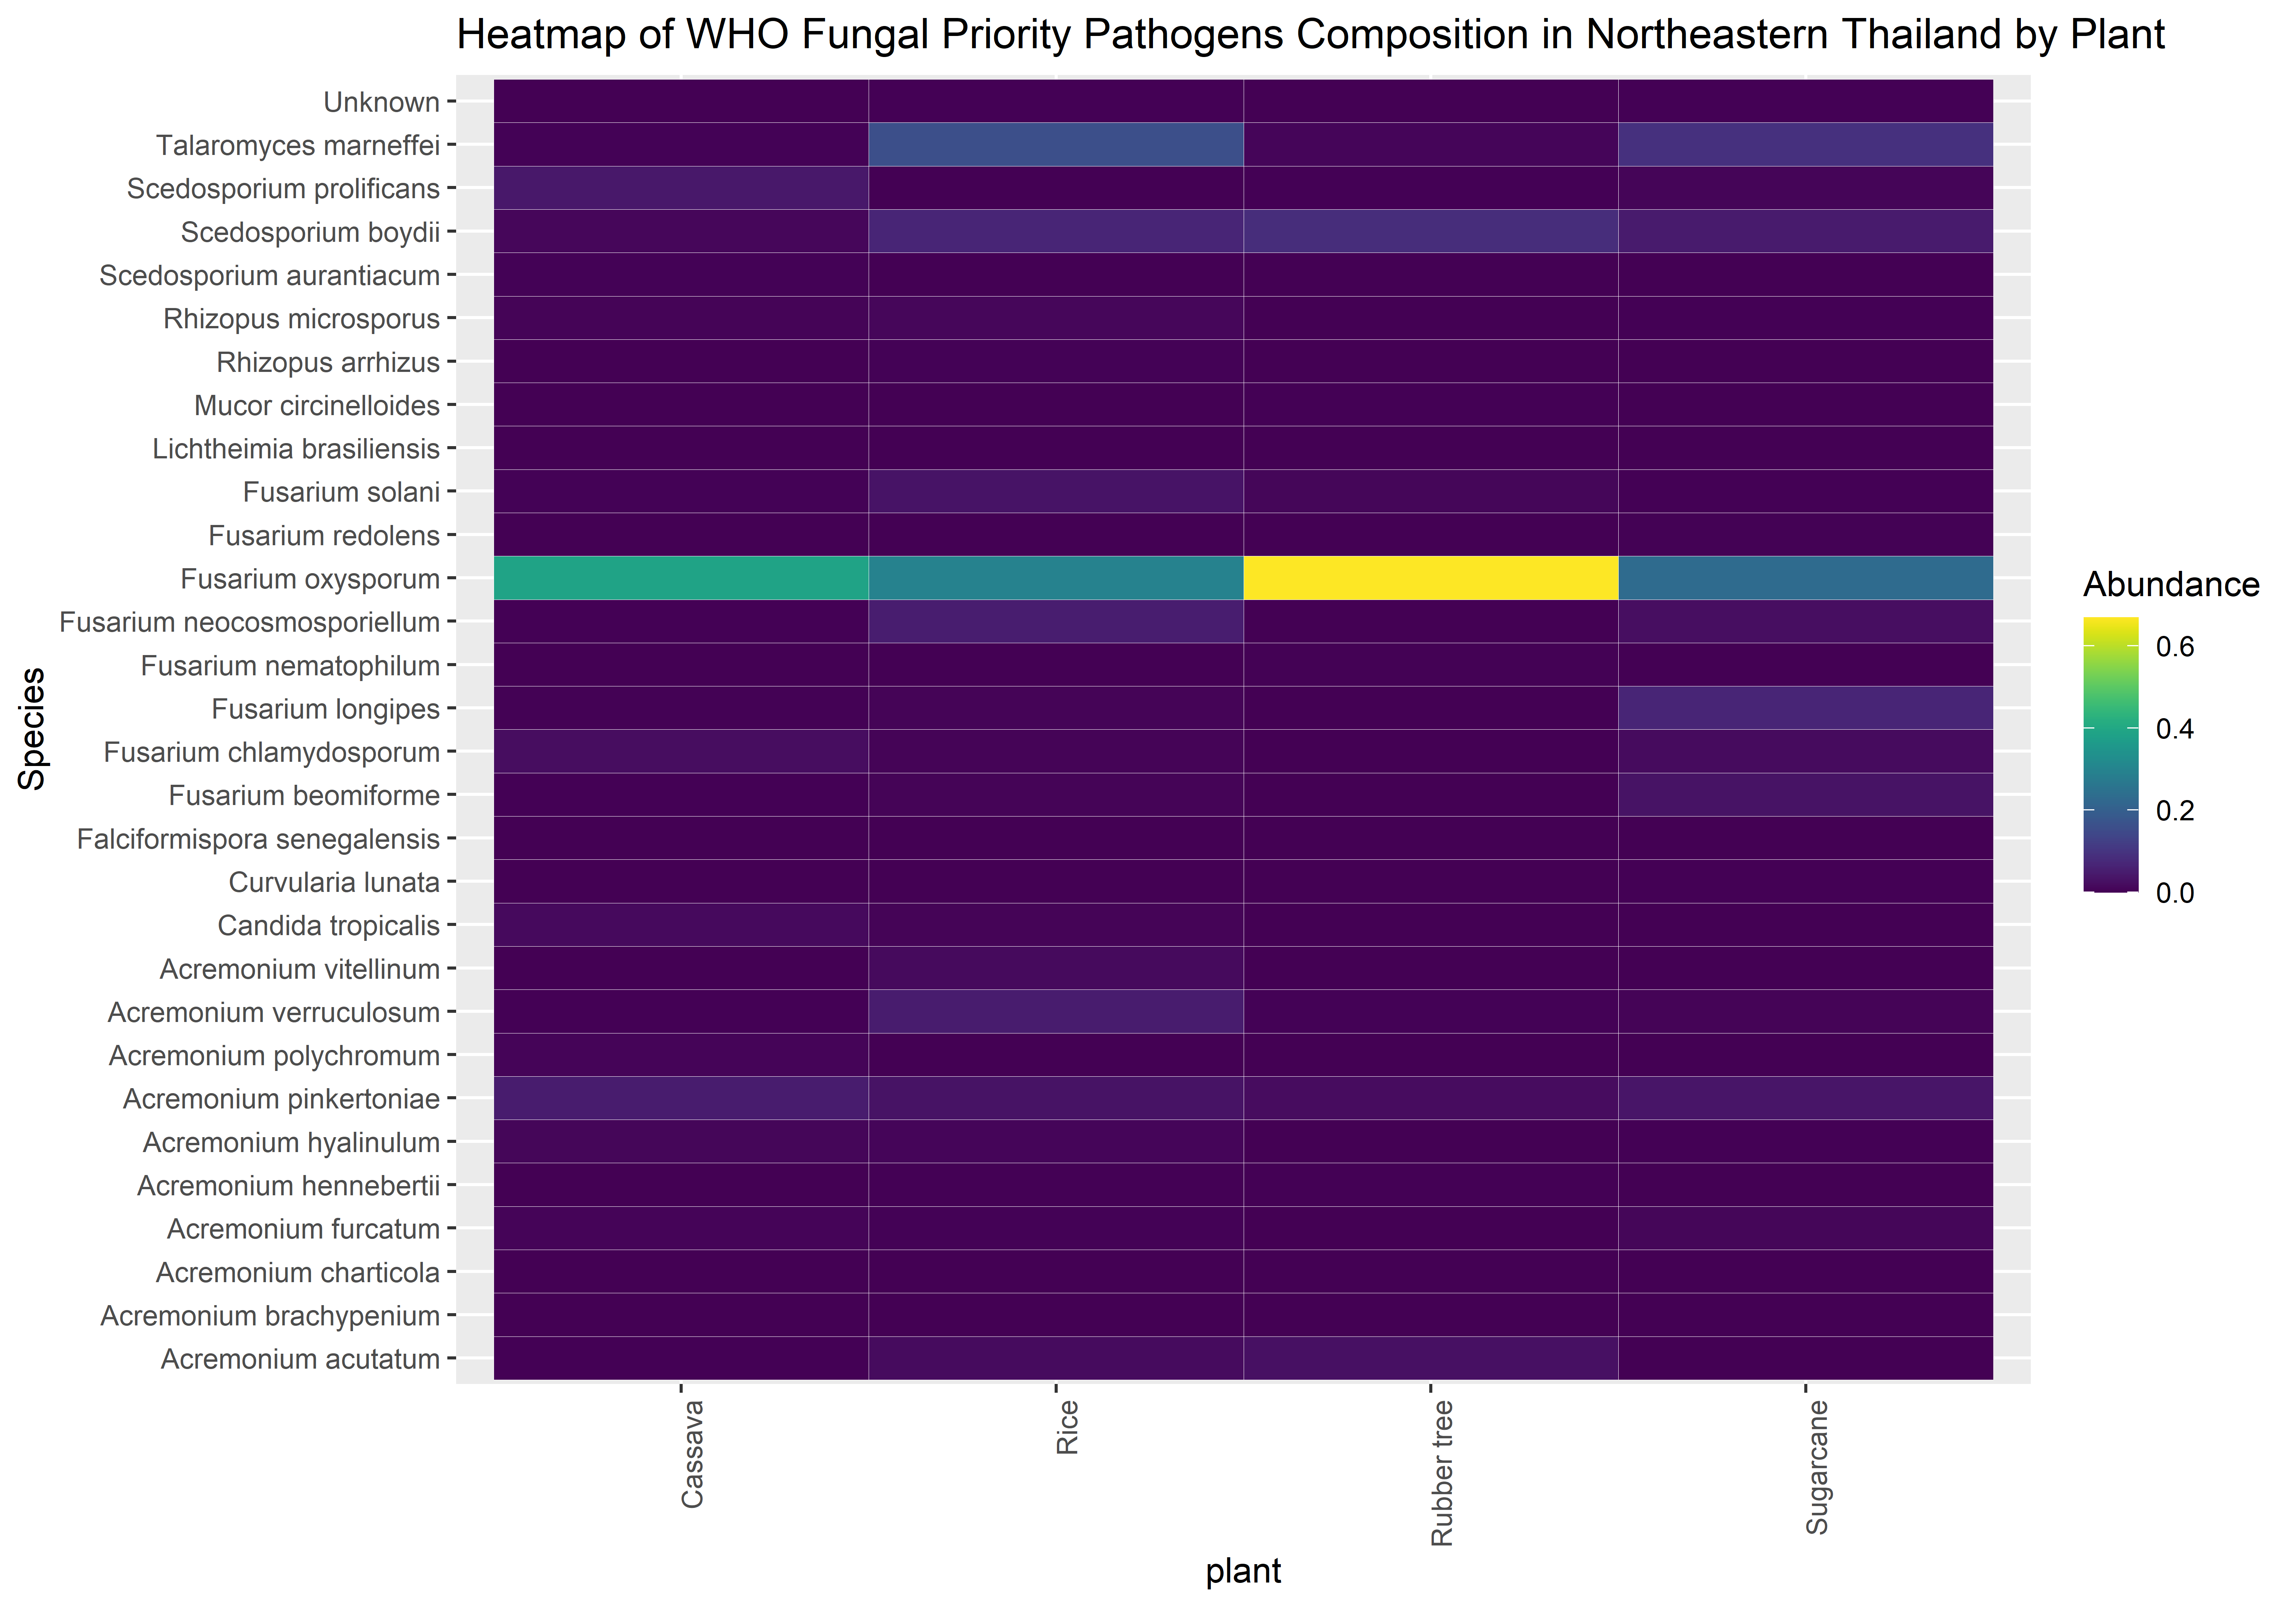 Heatmap of WHO Fungal Priority Pathogens Composition in Northeastern Thailand by Plant
Species
Unknown
Talaromyces marneffei
Scedosporium prolificans
Scedosporium boydii
Scedosporium aurantiacum
Rhizopus microsporus
Rhizopus arrhizus
Mucor circinelloides
Lichtheimia brasiliensis
Fusarium solani
Fusarium redolens
Fusarium oxysporum
Fusarium neocosmosporiellum
Fusarium nematophilum
Fusarium longipes
Fusarium chlamydosporum
Fusarium beomiforme
Falciformispora senegalensis
Curvularia lunata
Candida tropicalis
Acremonium vitellinum
Acremonium verruculosum
Acremonium polychromum
Acremonium pinkertoniae
Acremonium hyalinulum
Acremonium hennebertii
Acremonium furcatum
Acremonium charticola
Acremonium brachypenium
Acremonium acutatum
Cassava
Rice
Rubber tree
Sugarcane
plant
Abundance
0.6
0.4
0.2
0.0